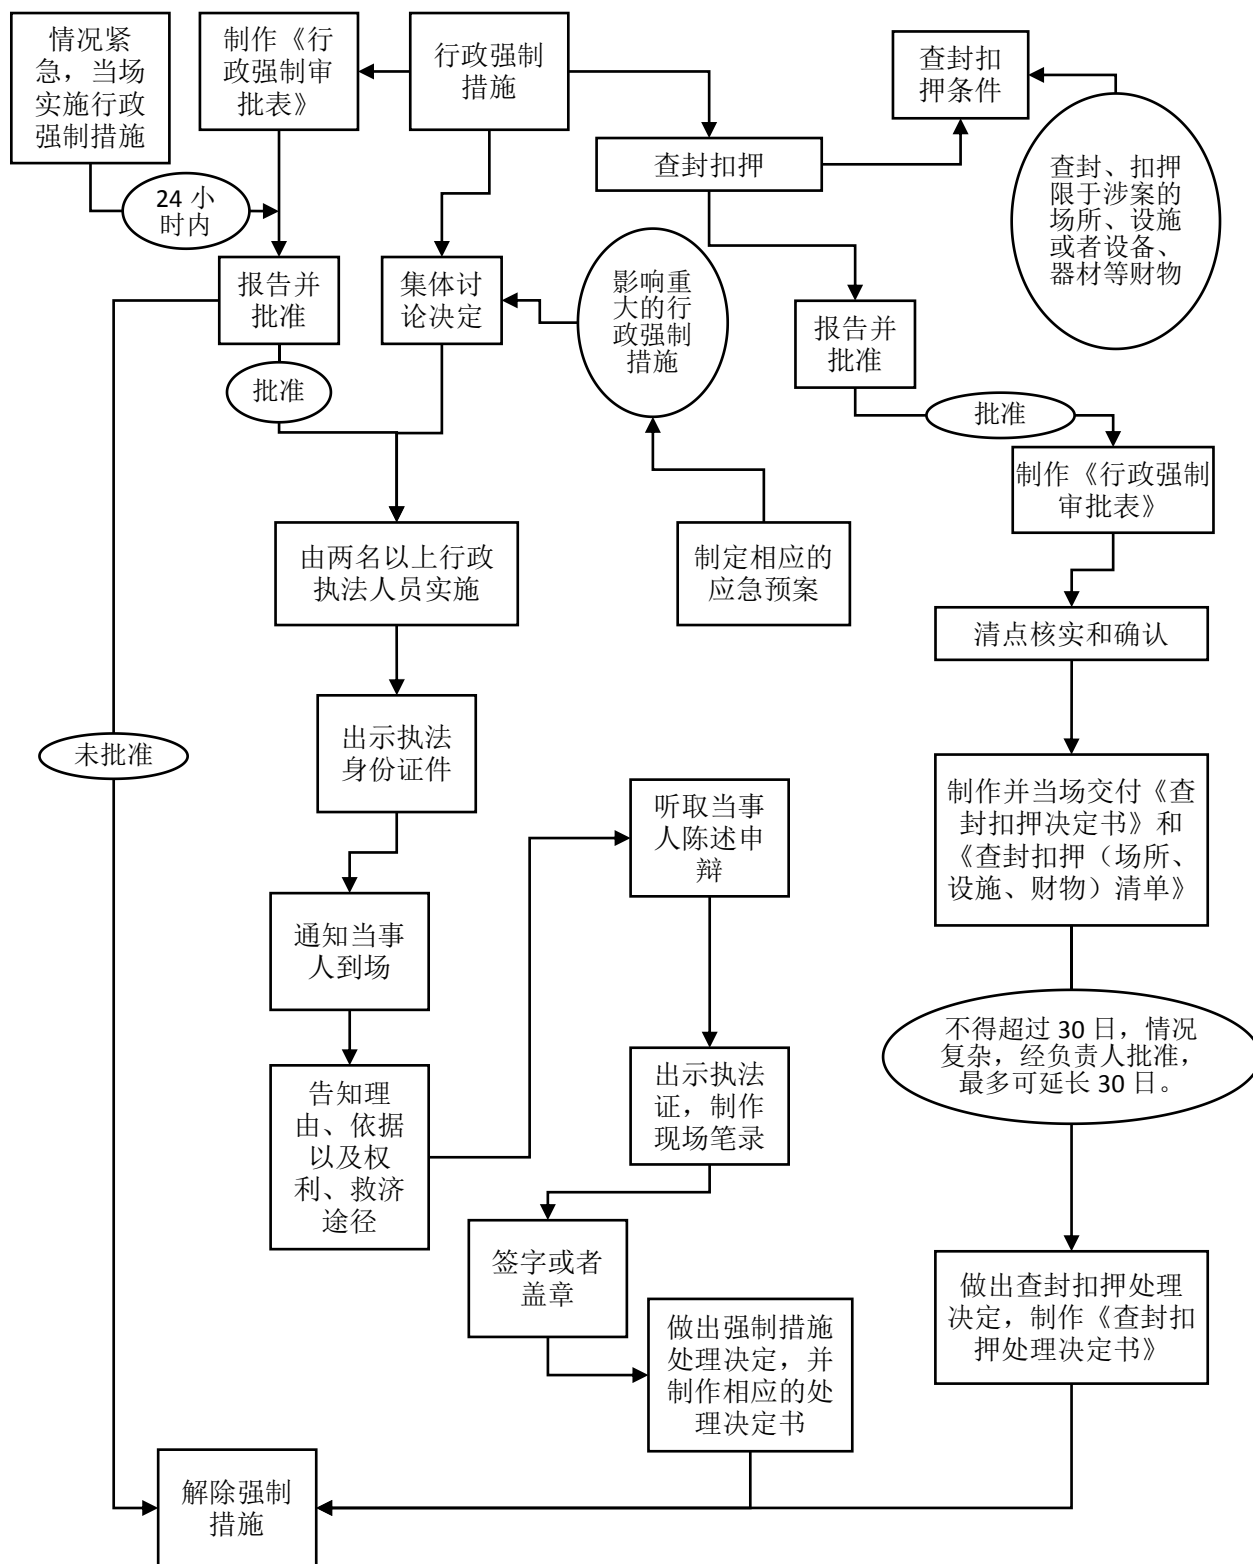 情况紧
急，当场
实施行政
强制措施
制作《行
政强制审
批表》
行政强制
措施
查封扣
押条件
查封扣押
24 小
时内
查封、扣押
限于涉案的
场所、设施
或者设备、
器材等财物
报告并
批准
集体讨
论决定
影响重
大的行
政强制
措施
报告并
批准
批准
批准
制作《行政强制
审批表》
由两名以上行政
执法人员实施
制定相应的
应急预案
清点核实和确认
出示执法
身份证件
未批准
听取当事
人陈述申
辩
制作并当场交付《查
封扣押决定书》和
《查封扣押（场所、
设施、财物）清单》
通知当事
人到场
不得超过 30 日，情况
复杂，经负责人批准，
最多可延长 30 日。
告知理
由、依据
以及权
利、救济
途径
出示执法
证，制作
现场笔录
签字或者
盖章
做出强制措施
处理决定，并
制作相应的处
理决定书
做出查封扣押处理
决定，制作《查封扣
押处理决定书》
解除强制
措施